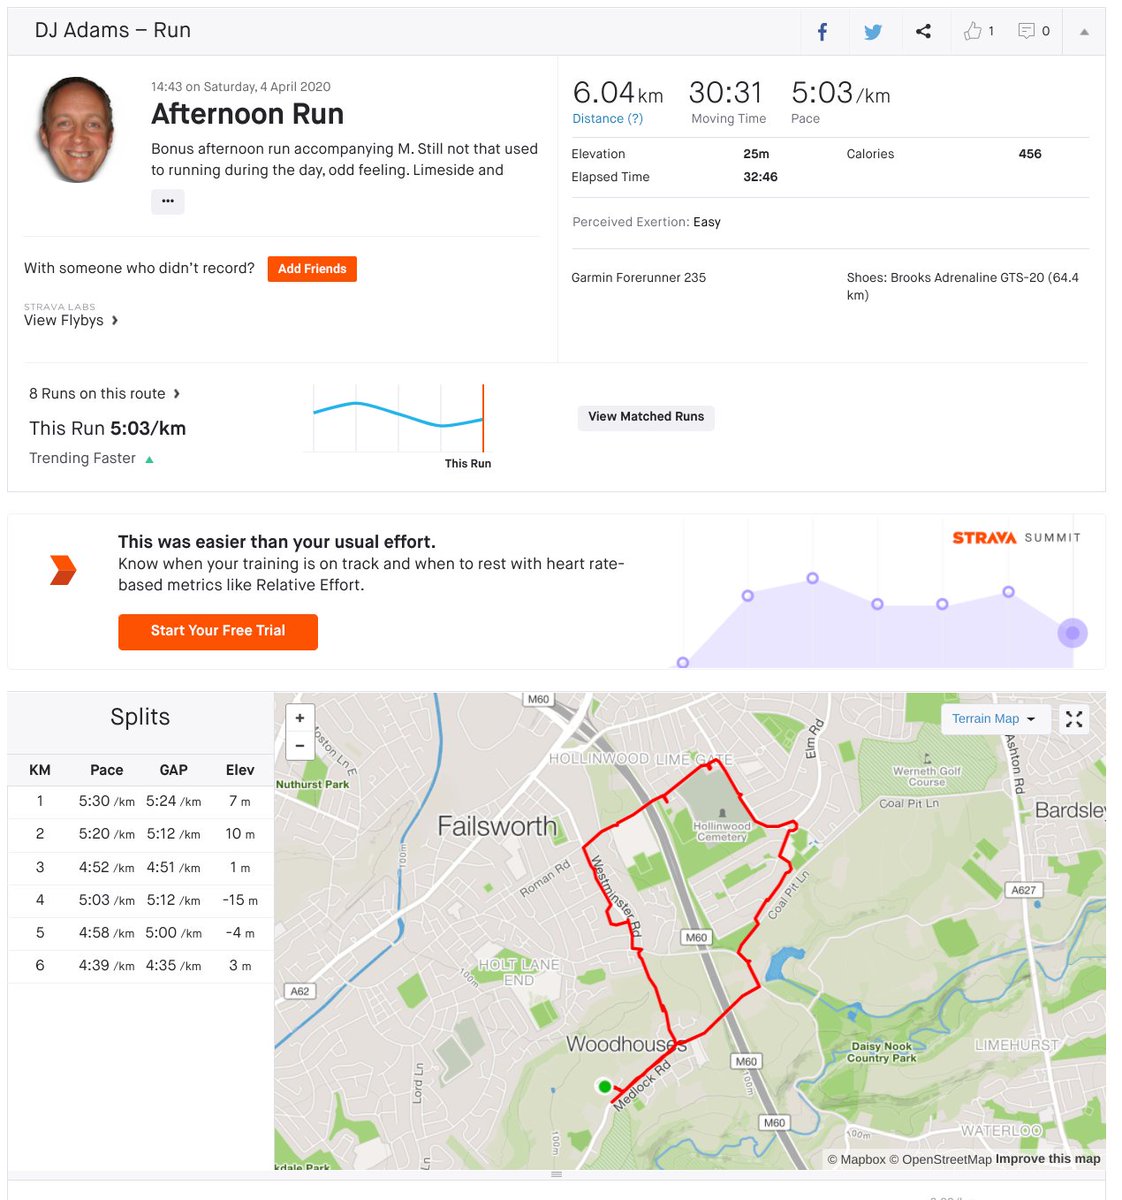 DJ Adams – Run
1
0
14:43 on Saturday, 4 April 2020
Afternoon Run
Bonus afternoon run accompanying M. Still not that used
to running during the day, odd feeling. Limeside and
•••
With someone who didn't record?
Add Friends
STRAVA LABS
View Flybys ›
6.04 km
30:31
5:03 /km
Distance (?)
Moving Time
Pace
Elevation 25m Calories 456
Elapsed Time 32:46
Perceived Exertion: Easy
Garmin Forerunner 235
Shoes: Brooks Adrenaline GTS-20 (64.4
km)
8 Runs on this route ›
This Run 5:03/km
Trending Faster
This Run
View Matched Runs
This was easier than your usual effort.
Know when your training is on track and when to rest with heart rate-
based metrics like Relative Effort.
Start Your Free Trial
STRAVA SUMMIT
Splits
KM Pace GAP Elev
1 5:30 /km 5:24 /km 7 m
2 5:20 /km 5:12 /km 10 m
3 4:52 /km 4:51 /km 1 m
4 5:03 /km 5:12 /km -15 m
5 4:58 /km 5:00 /km -4 m
6 4:39 /km 4:35 /km 3 m
+
−
Terrain Map
M60
Moston Ln E
Nuthurst Park
HOLLINWOOD
LIME GATE
Elm Rd
Ashton Rd
Werneth Golf
Course
Coal Pit Ln
Bardsley
Failsworth
Hollinwood
Cemetery
100m
Roman Rd
Westminster Rd
Coal Pit Ln
A627
M60
HOLT LANE
END
100m
A62
Woodhouses
Daisy Nook
Country Park
LIMEHURST
M60
100m
Medlock Rd
Lord Ln
M60
100m
WATERLOO
100m
Ln
kdale Park
© Mapbox © OpenStreetMap Improve this map